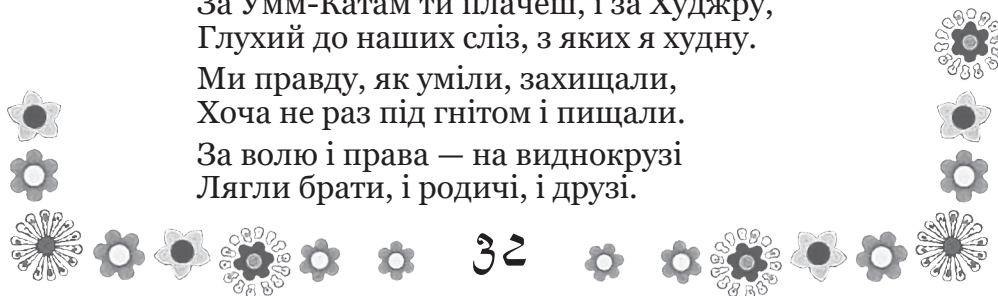 За Умм-Катам ти плачеш, і за Худжру,
Глухий до наших сліз, з яких я худну.
Ми правду, як уміли, захищали,
Хоча не раз під гнітом і пищали.
За волю і права — на виднокрузі
Лягли брати, і родичі, і друзі.
32